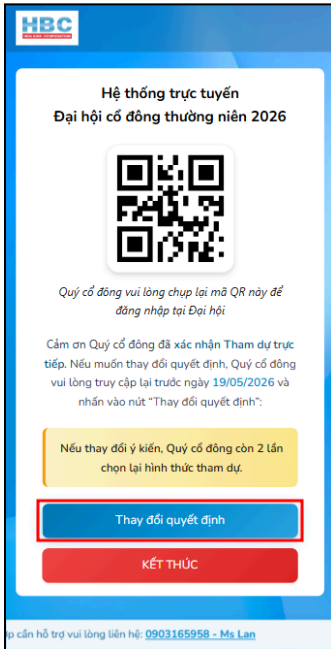 HBC
Hệ thống trực tuyến
Đại hội cổ đông thường niên 2026
Quý cổ đông vui lòng chụp lại mã QR này để
đăng nhập tại Đại hội
Cảm ơn Quý cổ đông đã xác nhận Tham dự trực
tiếp. Nếu muốn thay đổi quyết định, Quý cổ đông
vui lòng truy cập lại trước ngày 19/05/2026 và
nhấn vào nút “Thay đổi quyết định”:
Nếu thay đổi ý kiến, Quý cổ đông còn 2 lần
chọn lại hình thức tham dự.
Thay đổi quyết định
KẾT THÚC
cần hỗ trợ vui lòng liên hệ: 0903165958 - Ms Lan